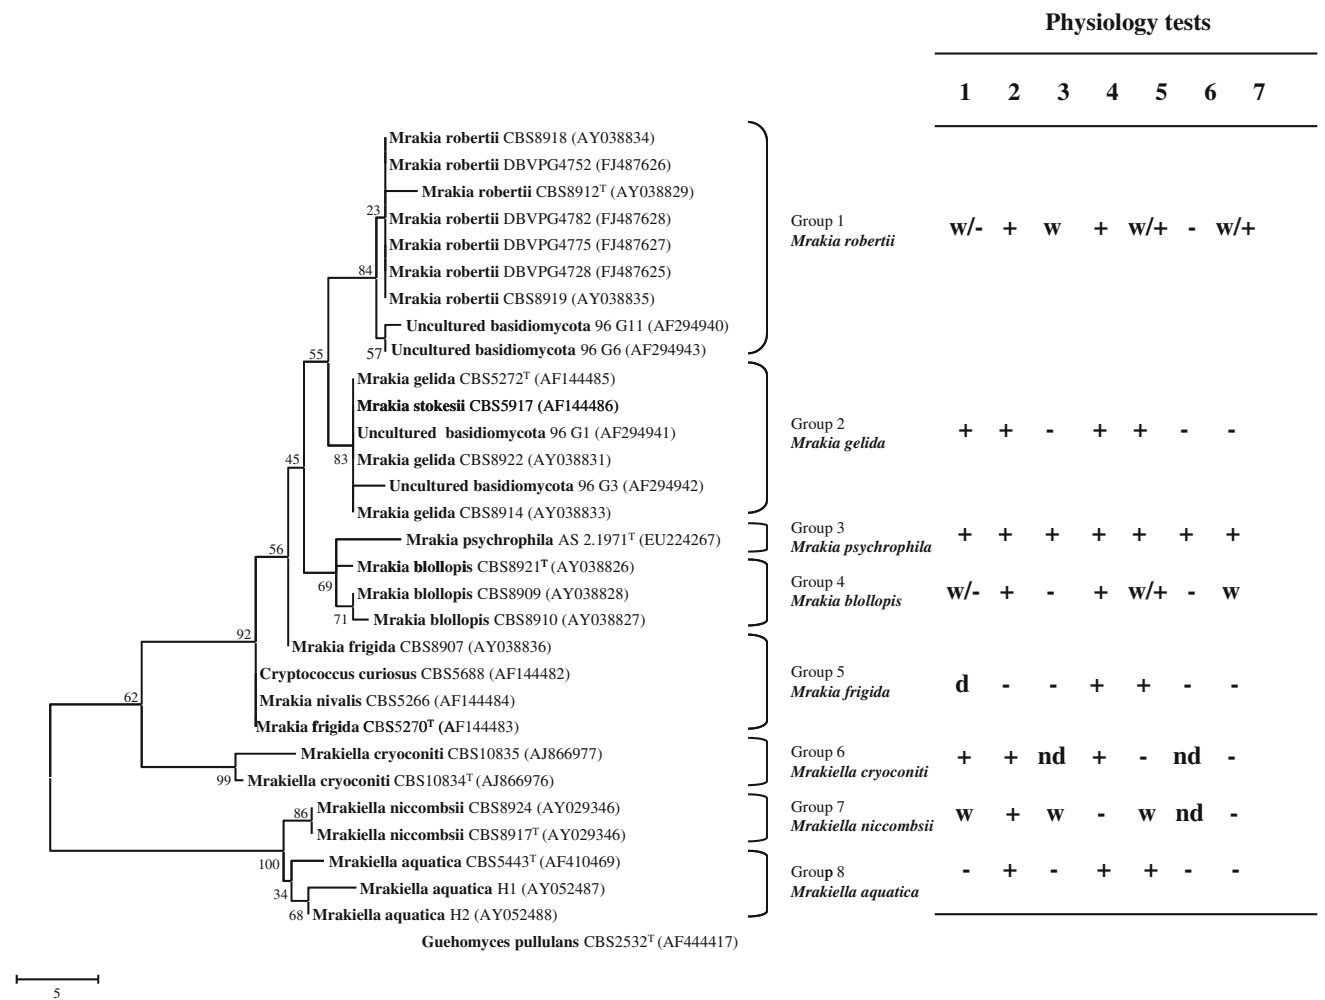 Physiology tests
1 2 3 4 5 6 7
Mrakia robertii CBS8918 (AY038834)
Mrakia robertii DBVPG4752 (FJ487626)
Mrakia robertii CBS8912T (AY038829)
23
Mrakia robertii DBVPG4782 (FJ487628)
Group 1
Mrakia robertii
w/- + w + w/+ - w/+
Mrakia robertii DBVPG4775 (FJ487627)
84
Mrakia robertii DBVPG4728 (FJ487625)
Mrakia robertii CBS8919 (AY038835)
Uncultured basidiomycota 96 G11 (AF294940)
57
Uncultured basidiomycota 96 G6 (AF294943)
55
Mrakia gelida CBS5272T (AF144485)
Mrakia stokesii CBS5917 (AF144486)
Uncultured basidiomycota 96 G1 (AF294941)
Group 2
Mrakia gelida
+ + - + + - -
45
83
Mrakia gelida CBS8922 (AY038831)
Uncultured basidiomycota 96 G3 (AF294942)
Mrakia gelida CBS8914 (AY038833)
Group 3
Mrakia psychrophila
+ + + + + + +
Mrakia psychrophila AS 2.1971T (EU224267)
56
Mrakia blollopis CBS8921T (AY038826)
69
Mrakia blollopis CBS8909 (AY038828)
Group 4
Mrakia blollopis
w/- + - + w/+ - w
71
Mrakia blollopis CBS8910 (AY038827)
92
Mrakia frigida CBS8907 (AY038836)
Cryptococcus curiosus CBS5688 (AF144482)
Group 5
Mrakia frigida
d - - + + - -
62
Mrakia nivalis CBS5266 (AF144484)
Mrakia frigida CBS5270T (AF144483)
Mrakiella cryoconiti CBS10835 (AJ866977)
Group 6
Mrakiella cryoconiti
+ + nd + - nd -
99
Mrakiella cryoconiti CBS10834T (AJ866976)
86
Mrakiella niccombsii CBS8924 (AY029346)
Group 7
Mrakiella niccombsii
w + w - w nd -
Mrakiella niccombsii CBS8917T (AY029346)
100
Mrakiella aquatica CBS5443T (AF410469)
Group 8
Mrakiella aquatica
- + - + + - -
34
Mrakiella aquatica H1 (AY052487)
68
Mrakiella aquatica H2 (AY052488)
Guehomyces pullulans CBS2532T (AF444417)
5